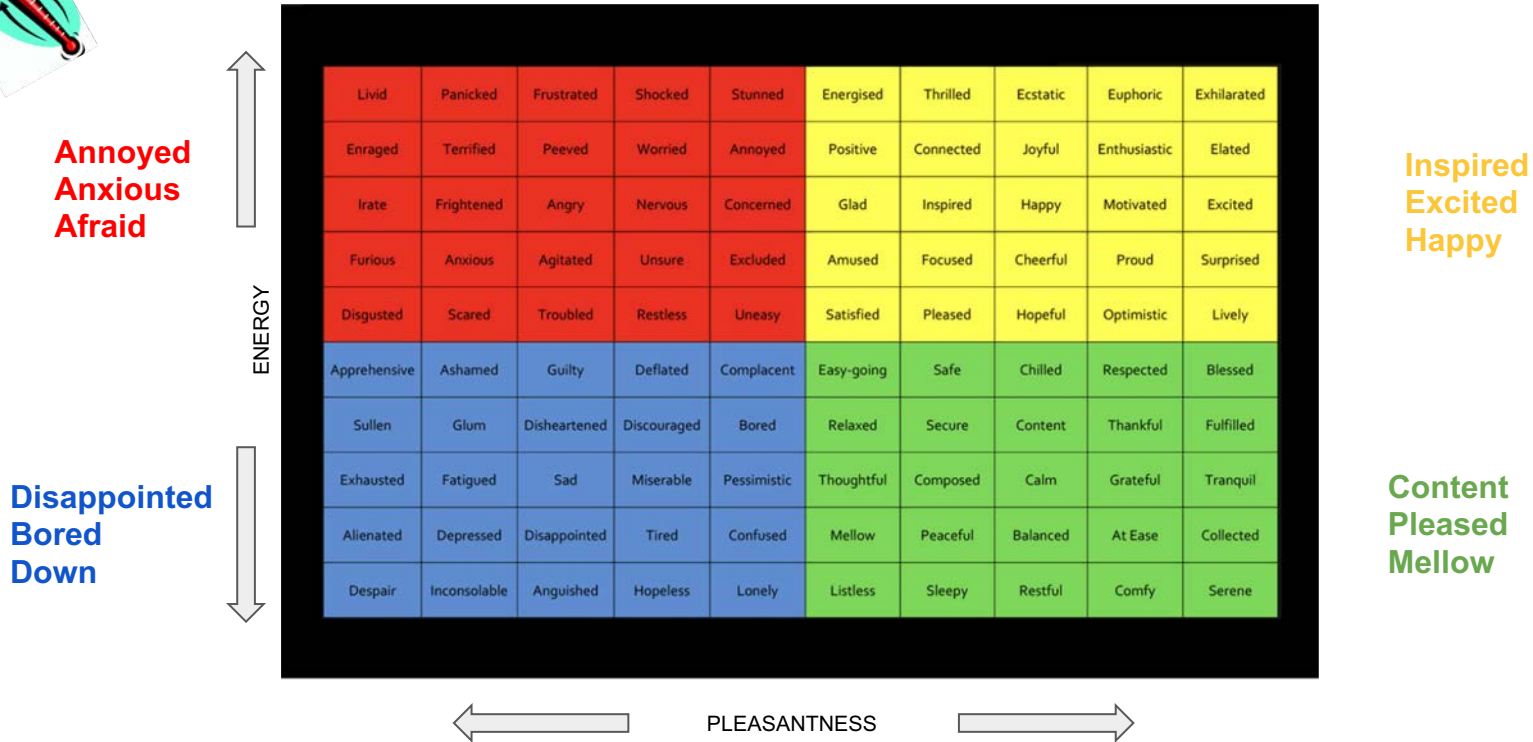 Annoyed
Anxious
Afraid
ENERGY
Disappointed
Bored
Down
Livid Panicked Frustrated Shocked Stunned Energised Thrilled Ecstatic Euphoric Exhilarated
Enraged Terrified Peeved Worried Annoyed Positive Connected Joyful Enthusiastic Elated
Irate Frightened Angry Nervous Concerned Glad Inspired Happy Motivated Excited
Furious Anxious Agitated Unsure Excluded Amused Focused Cheerful Proud Surprised
Disgusted Scared Troubled Restless Uneasy Satisfied Pleased Hopeful Optimistic Lively
Apprehensive Ashamed Guilty Deflated Complacent Easy-going Safe Chilled Respected Blessed
Sullen Glum Disheartened Discouraged Bored Relaxed Secure Content Thankful Fulfilled
Exhausted Fatigued Sad Miserable Pessimistic Thoughtful Composed Calm Grateful Tranquil
Alienated Depressed Disappointed Tired Confused Mellow Peaceful Balanced At Ease Collected
Despair Inconsolable Anguished Hopeless Lonely Listless Sleepy Restful Comfy Serene
Inspired
Excited
Happy
Content
Pleased
Mellow
PLEASANTNESS